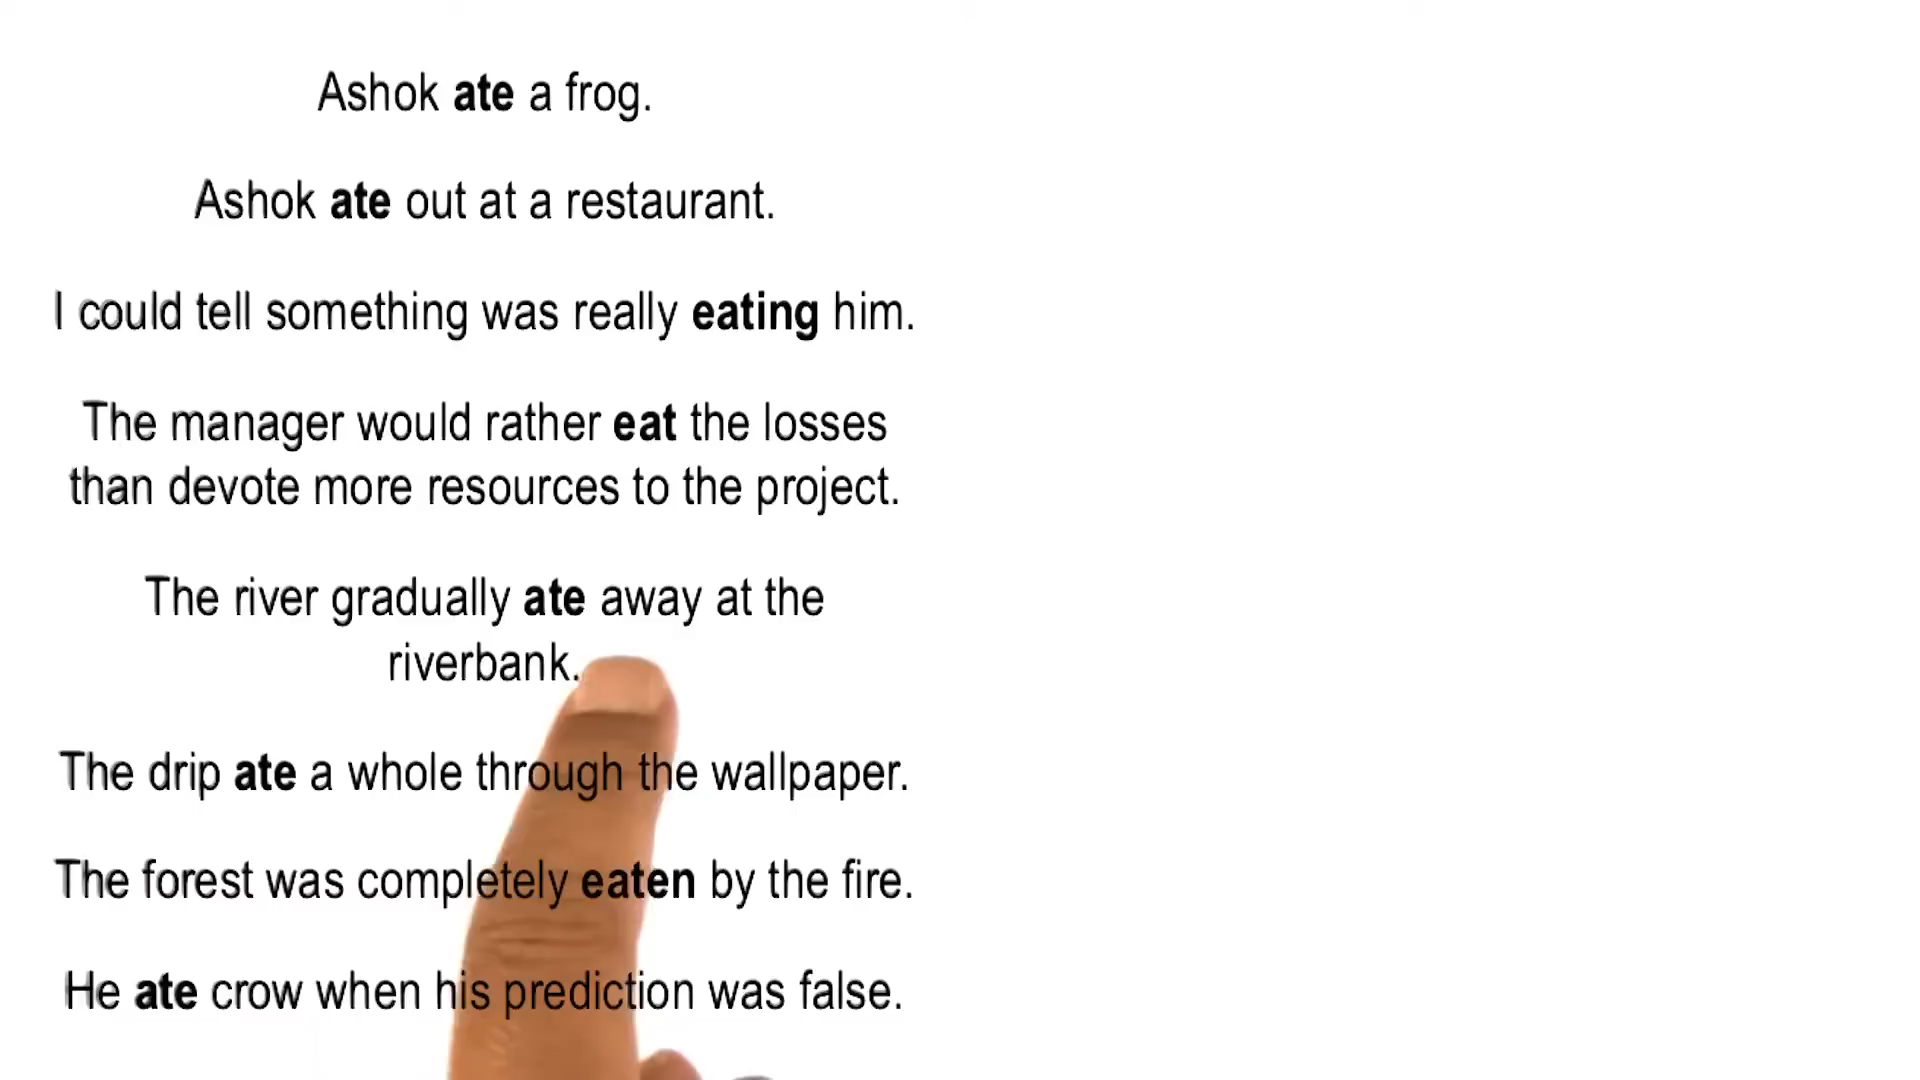 Ashok ate a frog.
Ashok ate out at a restaurant.
I could tell something was really eating him.
The manager would rather eat the losses
than devote more resources to the project.
The river gradually ate away at the
riverbank.
The drip ate a whole through the wallpaper.
The forest was completely eaten by the fire.
He ate crow when his prediction was false.